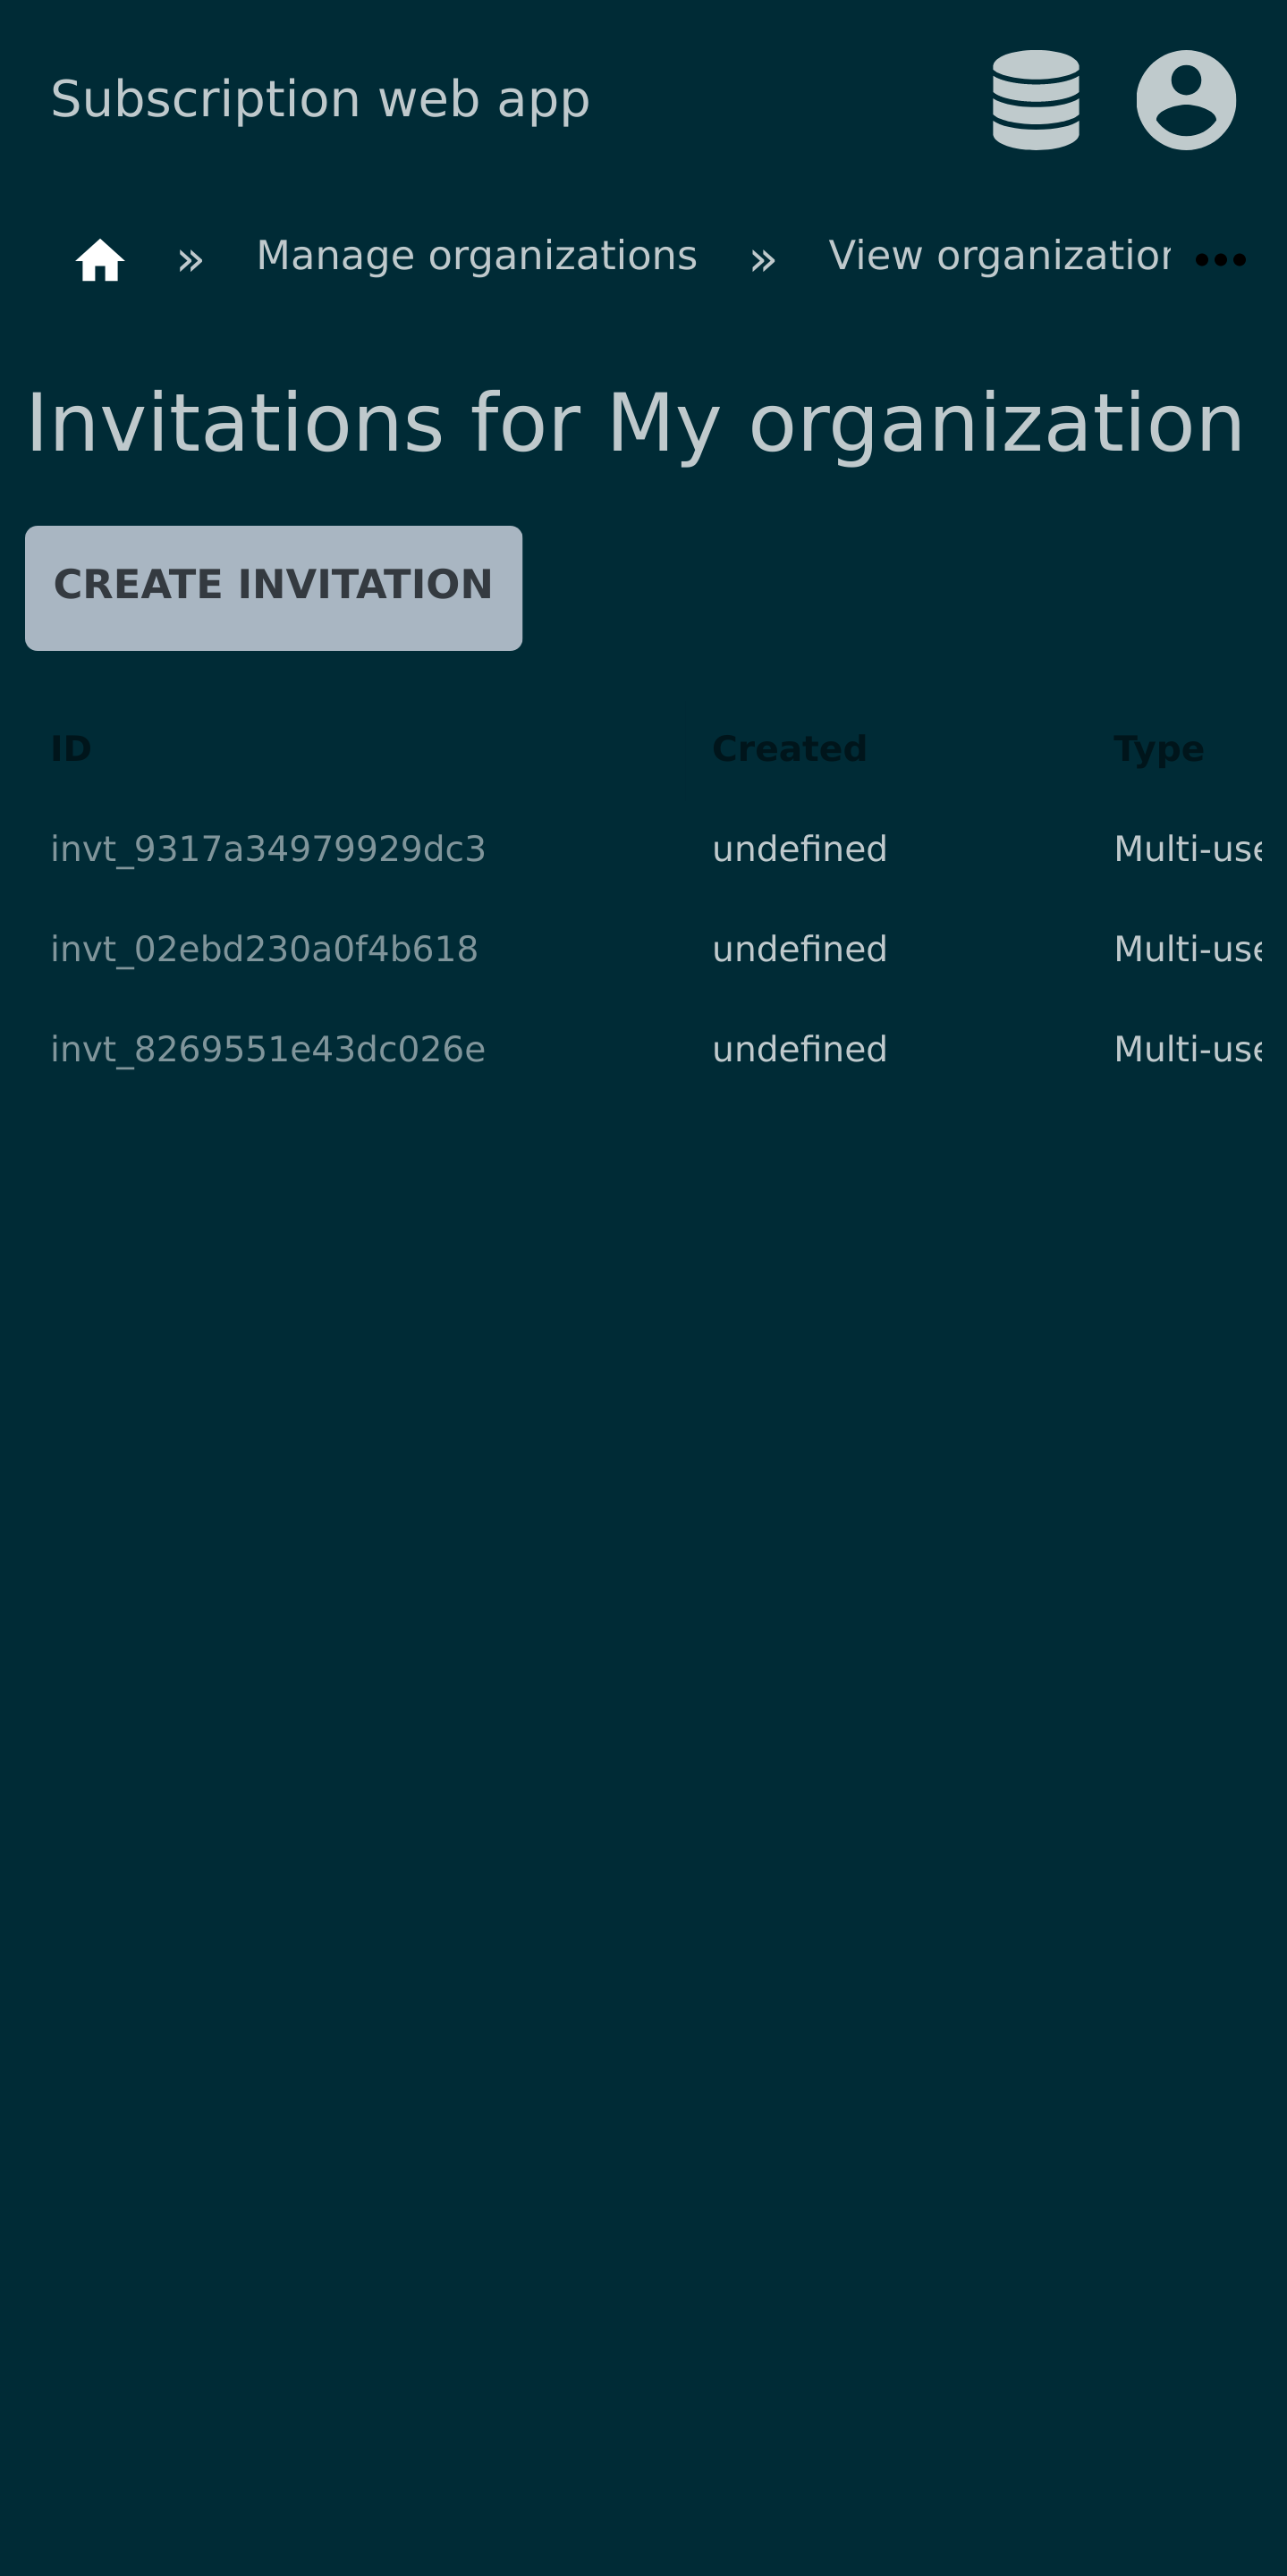 Subscription web app
» Manage organizations » View organization •••
Invitations for My organization
CREATE INVITATION
ID Created Type
invt_9317a34979929dc3 undefined Multi-use
invt_02ebd230a0f4b618 undefined Multi-use
invt_8269551e43dc026e undefined Multi-use